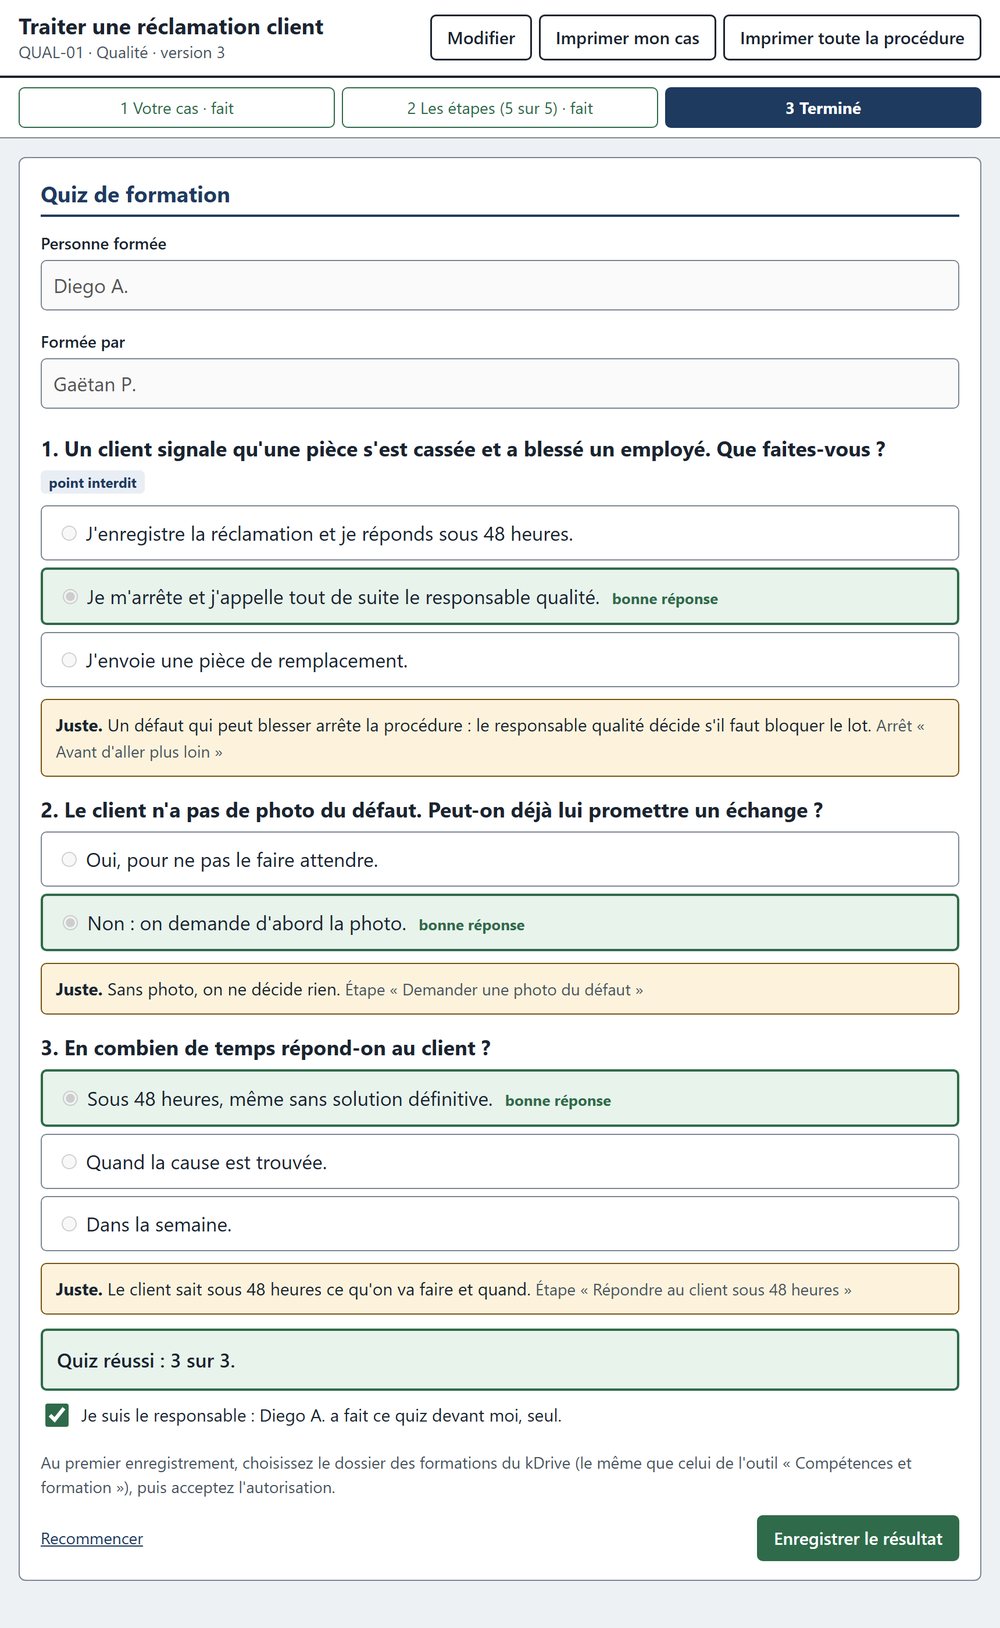 Traiter une réclamation client
QUAL-01 · Qualité · version 3
Modifier
Imprimer mon cas
Imprimer toute la procédure
1 Votre cas · fait
2 Les étapes (5 sur 5) · fait
3 Terminé
Quiz de formation
Personne formée
Diego A.
Formée par
Gaëtan P.
1. Un client signale qu'une pièce s'est cassée et a blessé un employé. Que faites-vous ?
point interdit
J'enregistre la réclamation et je réponds sous 48 heures.
Je m'arrête et j'appelle tout de suite le responsable qualité. bonne réponse
J'envoie une pièce de remplacement.
Juste. Un défaut qui peut blesser arrête la procédure : le responsable qualité décide s'il faut bloquer le lot. Arrêt «
Avant d'aller plus loin »
2. Le client n'a pas de photo du défaut. Peut-on déjà lui promettre un échange ?
Oui, pour ne pas le faire attendre.
Non : on demande d'abord la photo. bonne réponse
Juste. Sans photo, on ne décide rien. Étape « Demander une photo du défaut »
3. En combien de temps répond-on au client ?
Sous 48 heures, même sans solution définitive. bonne réponse
Quand la cause est trouvée.
Dans la semaine.
Juste. Le client sait sous 48 heures ce qu'on va faire et quand. Étape « Répondre au client sous 48 heures »
Quiz réussi : 3 sur 3.
Je suis le responsable : Diego A. a fait ce quiz devant moi, seul.
Au premier enregistrement, choisissez le dossier des formations du kDrive (le même que celui de l'outil « Compétences et
formation »), puis acceptez l'autorisation.
Recommencer
Enregistrer le résultat